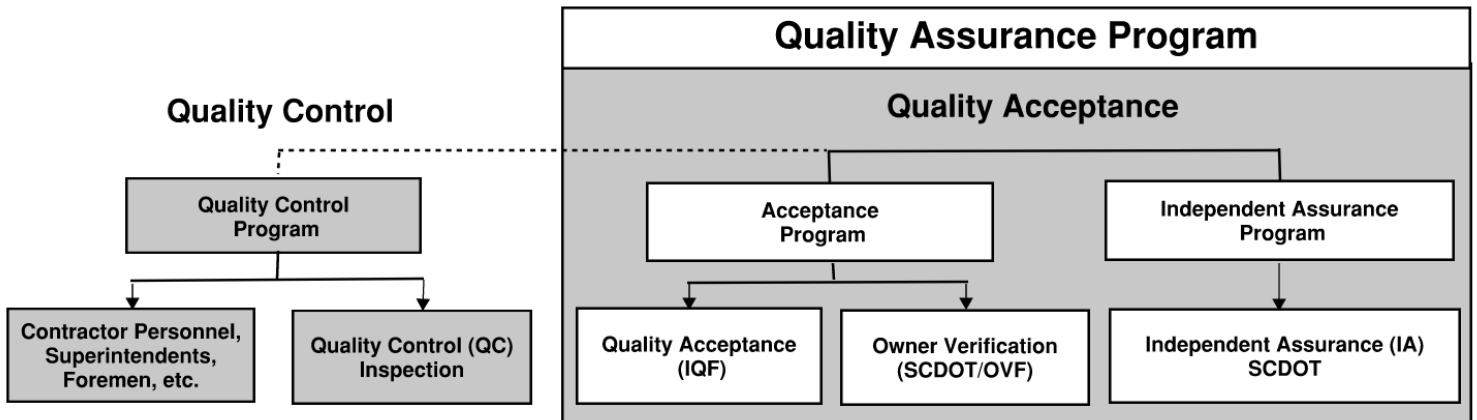 Quality Assurance Program
Quality Control
Quality Acceptance
Quality Control
Program
Acceptance
Program
Independent Assurance
Program
Contractor Personnel,
Superintendents,
Foremen, etc.
Quality Control (QC)
Inspection
Quality Acceptance
(IQF)
Owner Verification
(SCDOT/OVF)
Independent Assurance (IA)
SCDOT